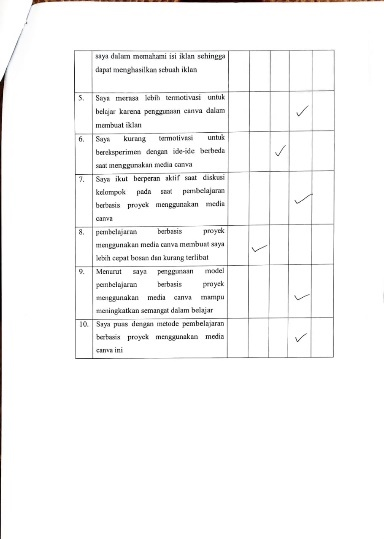 saya dalam memahami isi iklan sehingga
dapat menghasilkan sebuah iklan
5. Saya merasa lebih termotivasi untuk
belajar karena penggunaan canva dalam
membuat iklan
6. Saya kurang termotivasi untuk
bereksperimen dengan ide-ide berbeda
saat menggunakan media canva
7. Saya ikut berperan aktif saat diskusi
kelompok pada saat pembelajaran
berbasis proyek menggunakan media
canva
8. pembelajaran berbasis proyek
menggunakan media canva membuat saya
lebih cepat bosan dan kurang terlibat
9. Menurut saya penggunaan model
pembelajaran berbasis proyek
menggunakan media canva mampu
meningkatkan semangat dalam belajar
10. Saya puas dengan metode pembelajaran
berbasis proyek menggunakan media
canva ini